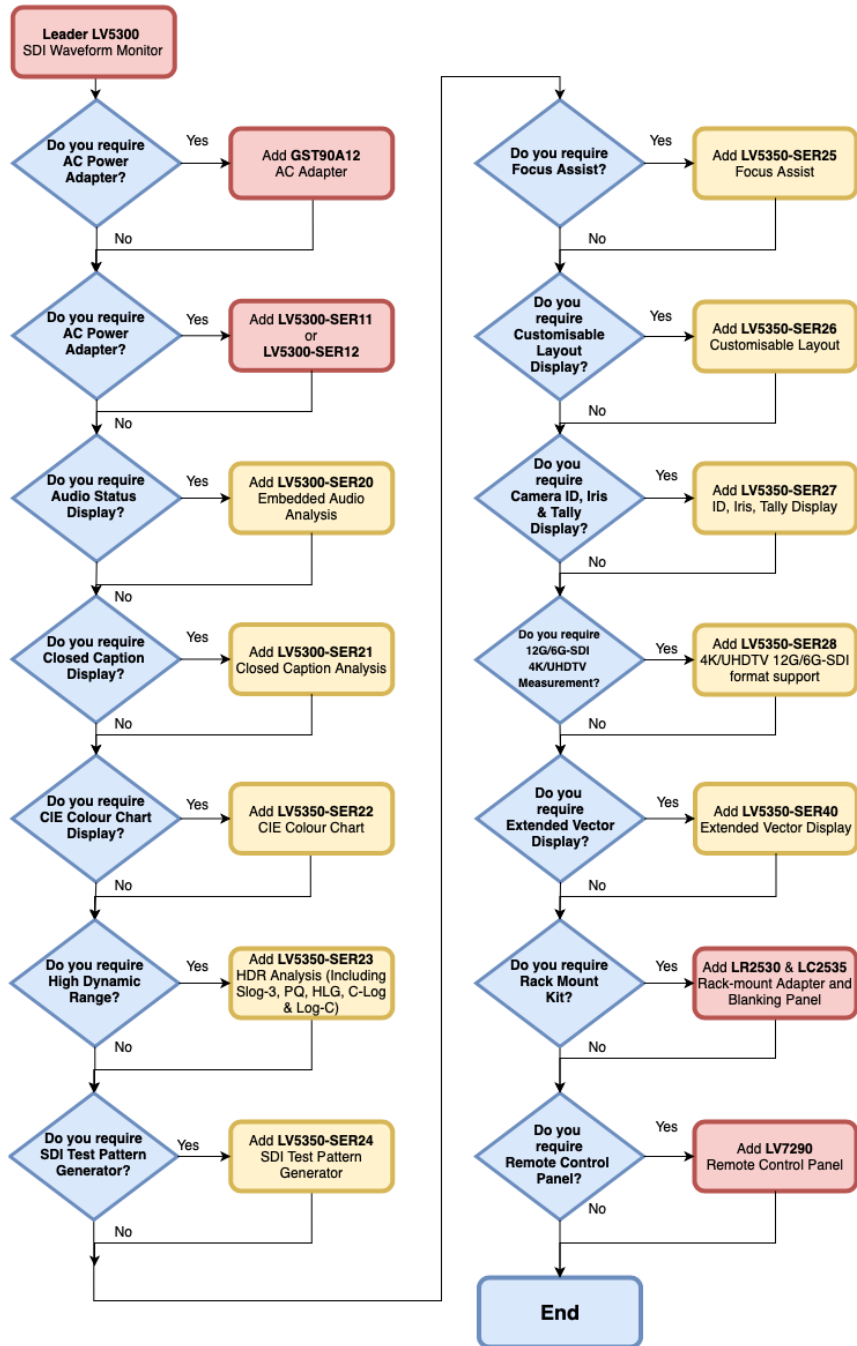 Leader LV5300
SDI Waveform Monitor
Do you require
AC Power
Adapter?
Yes
Add GST90A12
AC Adapter
No
Do you require
AC Power
Adapter?
Yes
Add LV5300-SER11
or
LV5300-SER12
No
Do you require
Audio Status
Display?
Yes
Add LV5300-SER20
Embedded Audio
Analysis
No
Do you require
Closed Caption
Display?
Yes
Add LV5300-SER21
Closed Caption Analysis
No
Do you require
CIE Colour Chart
Display?
Yes
Add LV5350-SER22
CIE Colour Chart
No
Do you require
High Dynamic
Range?
Yes
Add LV5350-SER23
HDR Analysis (Including
Slog-3, PQ, HLG, C-Log
& Log-C)
No
Do you require
SDI Test Pattern
Generator?
Yes
Add LV5350-SER24
SDI Test Pattern
Generator
No
Do you require
Focus Assist?
Yes
Add LV5350-SER25
Focus Assist
No
Do you
require
Customisable
Layout
Display?
Yes
Add LV5350-SER26
Customisable Layout
No
Do you
require
Camera ID, Iris
& Tally
Display?
Yes
Add LV5350-SER27
ID, Iris, Tally Display
No
Do you require
12G/6G-SDI
4K/UHDTV
Measurement?
Yes
Add LV5350-SER28
4K/UHDTV 12G/6G-SDI
format support
No
Do you
require
Extended Vector
Display?
Yes
Add LV5350-SER40
Extended Vector Display
No
Do you require
Rack Mount
Kit?
Yes
Add LR2530 & LC2535
Rack-mount Adapter and
Blanking Panel
No
Do you
require
Remote Control
Panel?
Yes
Add LV7290
Remote Control Panel
No
End